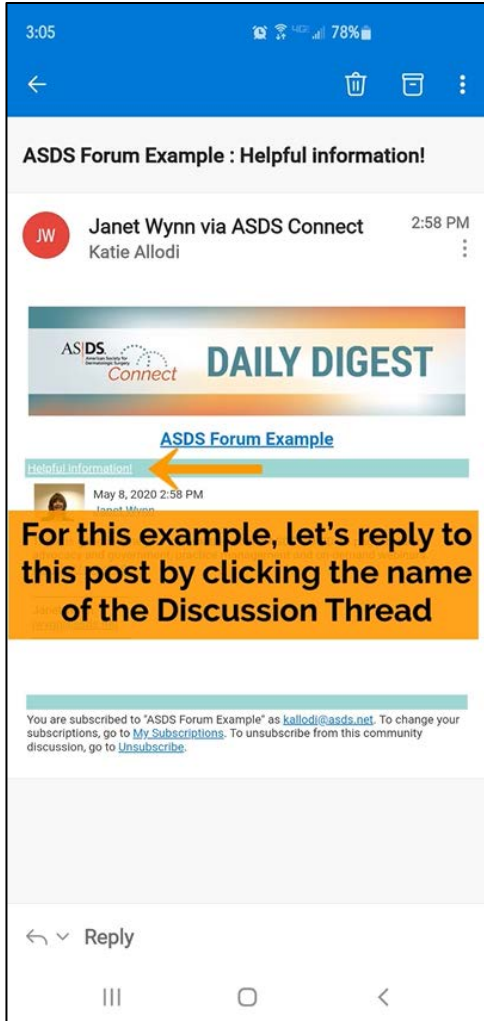 3:05
4GE 78%
ASDS Forum Example : Helpful information!
JW
Janet Wynn via ASDS Connect
2:58 PM
Katie Allodi
ASDS
American Society for
Dermatologic Surgery
Connect
DAILY DIGEST
ASDS Forum Example
Helpful information!
May 8, 2020 2:58 PM
Janet Wynn
For this example, let's reply to
this post by clicking the name
of the Discussion Thread
You are subscribed to "ASDS Forum Example" as kallodi@asds.net. To change your
subscriptions, go to My Subscriptions. To unsubscribe from this community
discussion, go to Unsubscribe.
Reply